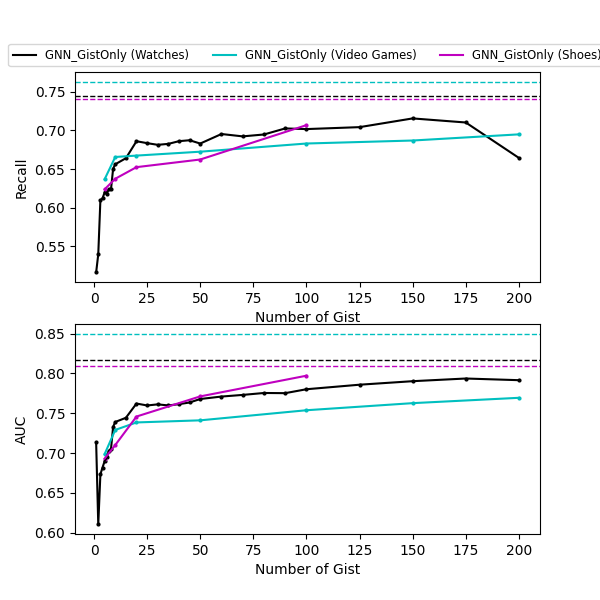 GNN_GistOnly (Watches) GNN_GistOnly (Video Games) GNN_GistOnly (Shoes)
0.75
0.70
0.65
0.60
0.55
Recall
0 25 50 75 100 125 150 175 200
Number of Gist
0.85
0.80
0.75
0.70
0.65
0.60
AUC
0 25 50 75 100 125 150 175 200
Number of Gist